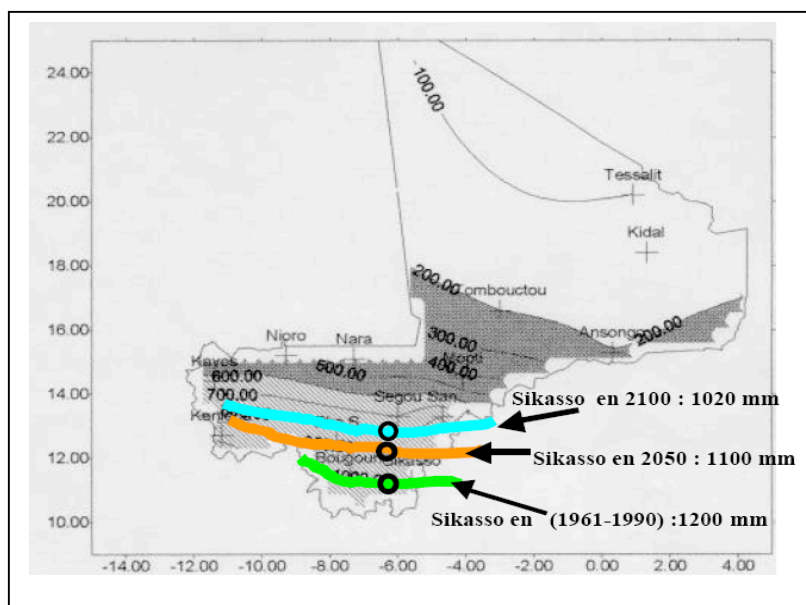 24.00
100.00
22.00
Tessalit
20.00
Kidal
18.00
200.00
Tombouctou
16.00
Nioro
Nara
300.00
Ansongo
200.00
Kayes
500.00
400.00
Mopti
600.00
14.00
700.00
Segou San
Sikasso en 2100 : 1020 mm
12.00
Sikasso
Sikasso en 2050 : 1100 mm
10.00
Sikasso en (1961-1990) :1200 mm
-14.00 -12.00 -10.00 -8.00 -6.00 -4.00 -2.00 0.00 2.00 4.00